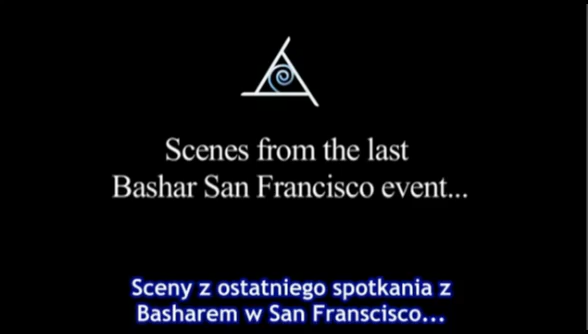 Scenes from the last
Bashar San Francisco event...
Sceny z ostatniego spotkania z
Basharem w San Franscisco...